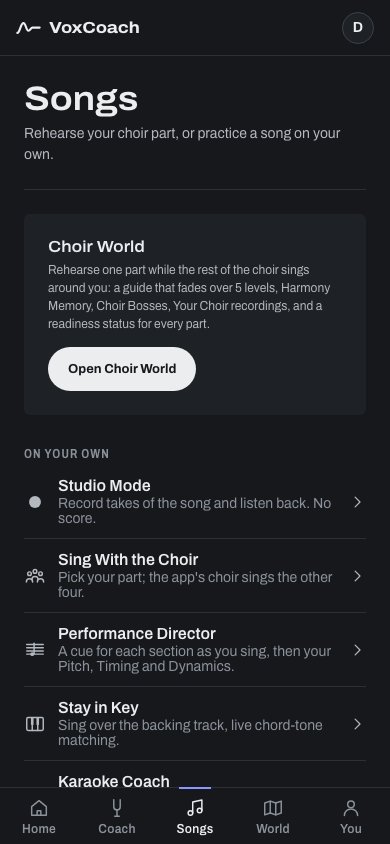 VoxCoach
D
Songs
Rehearse your choir part, or practice a song on your
own.
Choir World
Rehearse one part while the rest of the choir sings
around you: a guide that fades over 5 levels, Harmony
Memory, Choir Bosses, Your Choir recordings, and a
readiness status for every part.
Open Choir World
ON YOUR OWN
Studio Mode
Record takes of the song and listen back. No
score.
Sing With the Choir
Pick your part; the app's choir sings the other
four.
Performance Director
A cue for each section as you sing, then your
Pitch, Timing and Dynamics.
Stay in Key
Sing over the backing track, live chord-tone
matching.
Karaoke Coach
Home
Coach
Songs
World
You